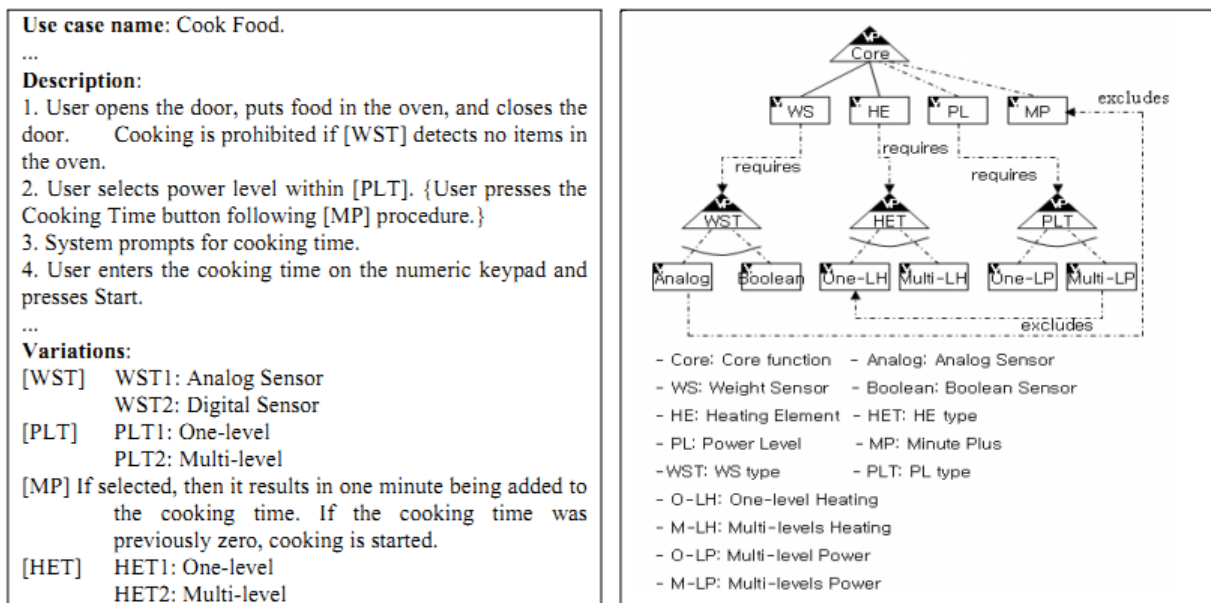 Use case name: Cook Food.
...
Description:
1. User opens the door, puts food in the oven, and closes the
door. Cooking is prohibited if [WST] detects no items in
the oven.
2. User selects power level within [PLT]. {User presses the
Cooking Time button following [MP] procedure.}
3. System prompts for cooking time.
4. User enters the cooking time on the numeric keypad and
presses Start.
...
Variations:
[WST] WST1: Analog Sensor
WST2: Digital Sensor
[PLT] PLT1: One-level
PLT2: Multi-level
[MP] If selected, then it results in one minute being added to
the cooking time. If the cooking time was
previously zero, cooking is started.
[HET] HET1: One-level
HET2: Multi-level
VP
Core
V WS
V HE
V PL
V MP
excludes
requires
requires
requires
VP
WST
VP
HET
VP
PLT
V Analog
V Boolean
V One-LH
V Multi-LH
V One-LP
V Multi-LP
excludes
- Core: Core function - Analog: Analog Sensor
- WS: Weight Sensor - Boolean: Boolean Sensor
- HE: Heating Element - HET: HE type
- PL: Power Level - MP: Minute Plus
-WST: WS type - PLT: PL type
- O-LH: One-level Heating
- M-LH: Multi-levels Heating
- O-LP: Multi-level Power
- M-LP: Multi-levels Power